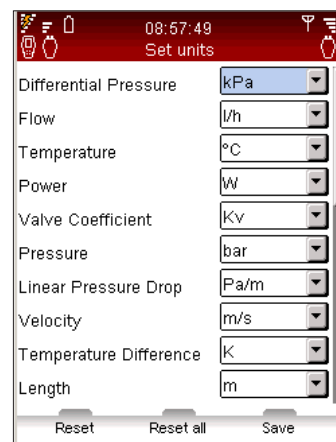 08:57:49
Set units
Differential Pressure kPa
Flow l/h
Temperature °C
Power W
Valve Coefficient Kv
Pressure bar
Linear Pressure Drop Pa/m
Velocity m/s
Temperature Difference K
Length m
Reset Reset all Save